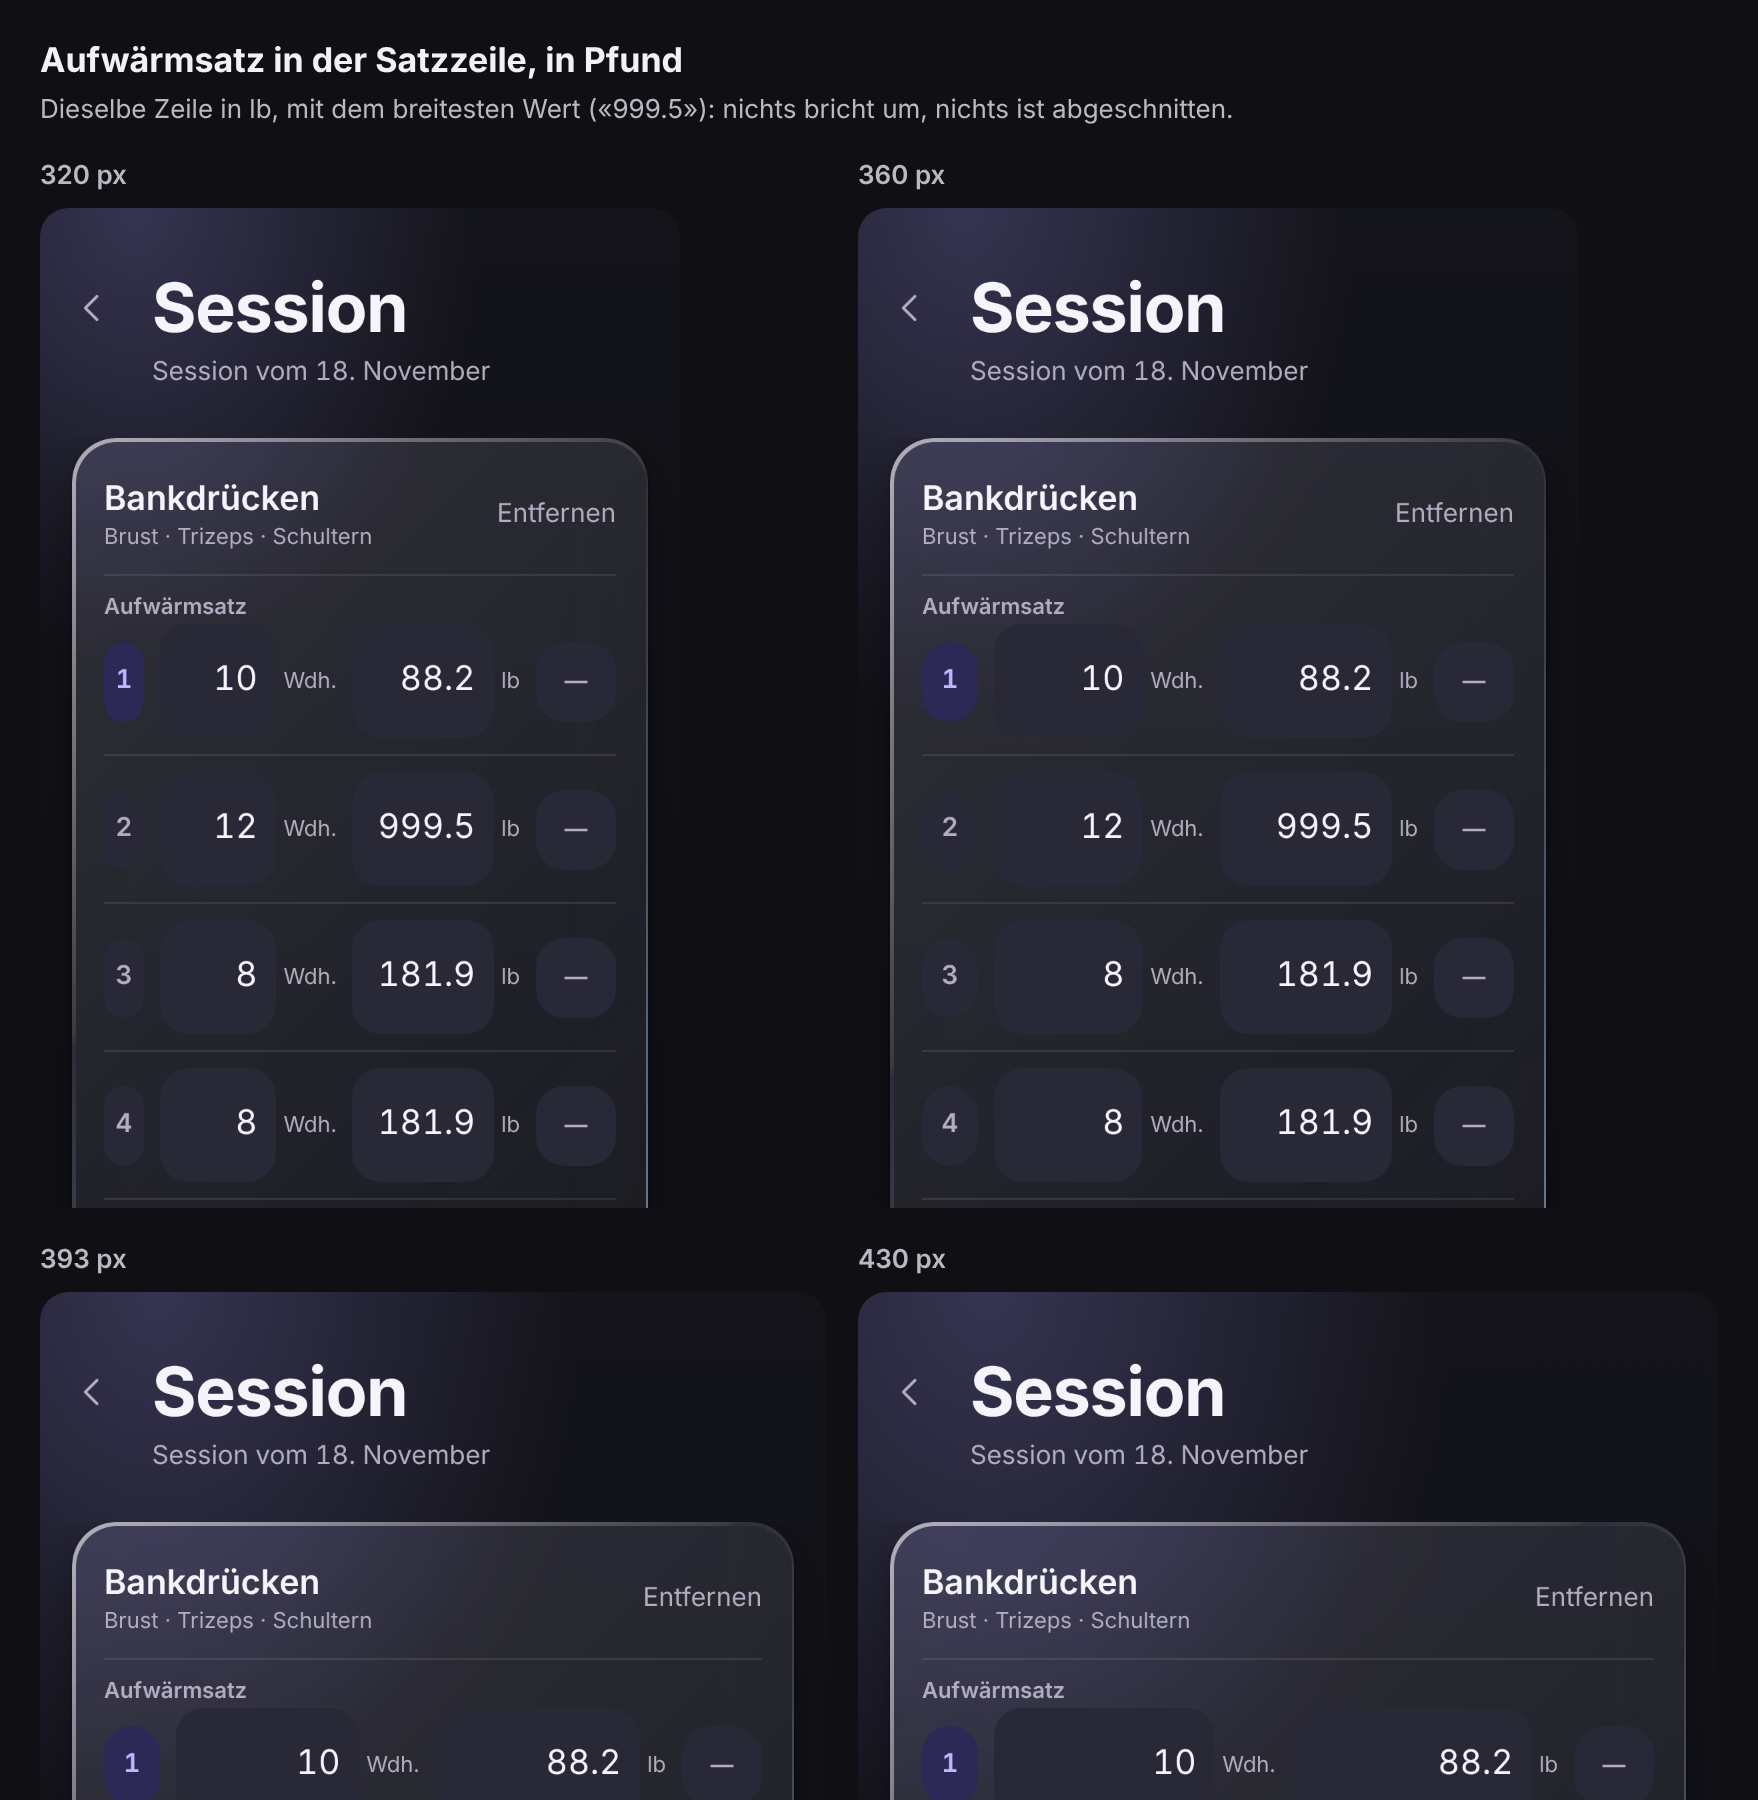 Aufwärmsatz in der Satzzeile, in Pfund
Dieselbe Zeile in lb, mit dem breitesten Wert («999.5»): nichts bricht um, nichts ist abgeschnitten.
320 px
Session
Session vom 18. November
Bankdrücken
Entfernen
Brust · Trizeps · Schultern
Aufwärmsatz
1 10 Wdh. 88.2 lb —
2 12 Wdh. 999.5 lb —
3 8 Wdh. 181.9 lb —
4 8 Wdh. 181.9 lb —
360 px
Session
Session vom 18. November
Bankdrücken
Entfernen
Brust · Trizeps · Schultern
Aufwärmsatz
1 10 Wdh. 88.2 lb —
2 12 Wdh. 999.5 lb —
3 8 Wdh. 181.9 lb —
4 8 Wdh. 181.9 lb —
393 px
Session
Session vom 18. November
Bankdrücken
Entfernen
Brust · Trizeps · Schultern
Aufwärmsatz
1 10 Wdh. 88.2 lb —
430 px
Session
Session vom 18. November
Bankdrücken
Entfernen
Brust · Trizeps · Schultern
Aufwärmsatz
1 10 Wdh. 88.2 lb —